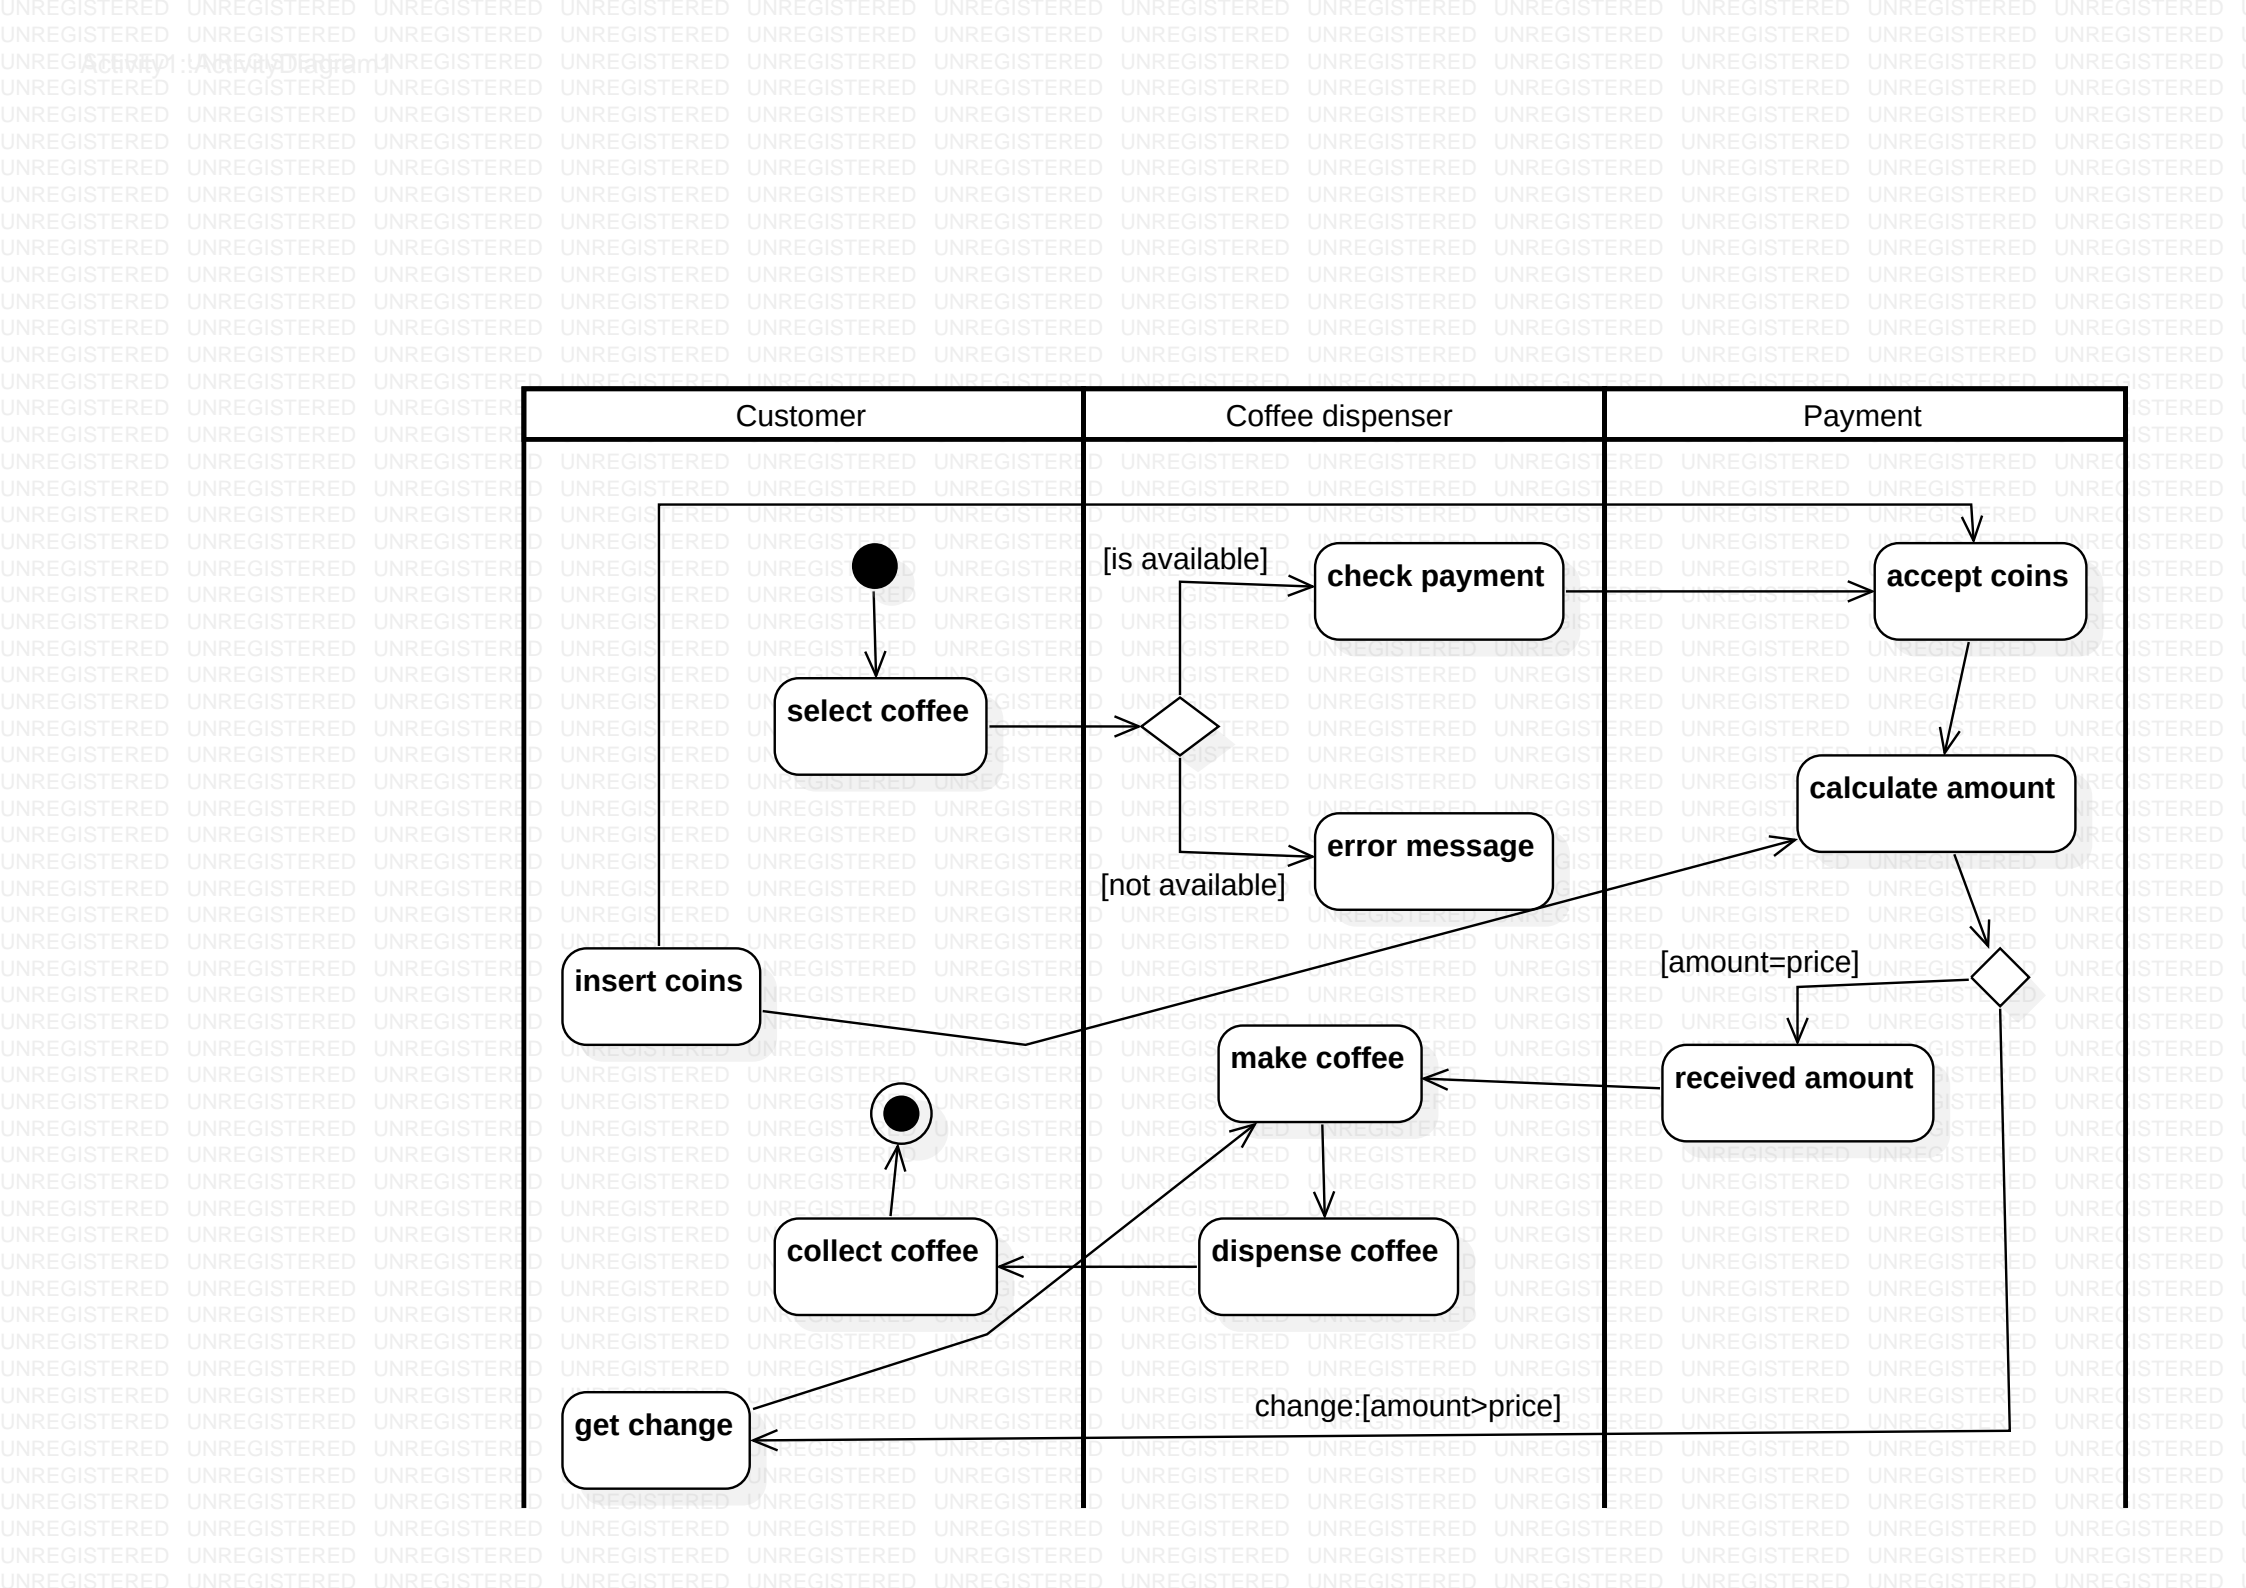 Activity1::ActivityDiagram1
UNREGISTERED
Customer
Coffee dispenser
Payment
[is available]
check payment
accept coins
select coffee
calculate amount
error message
[not available]
insert coins
[amount=price]
make coffee
received amount
collect coffee
dispense coffee
change:[amount>price]
get change